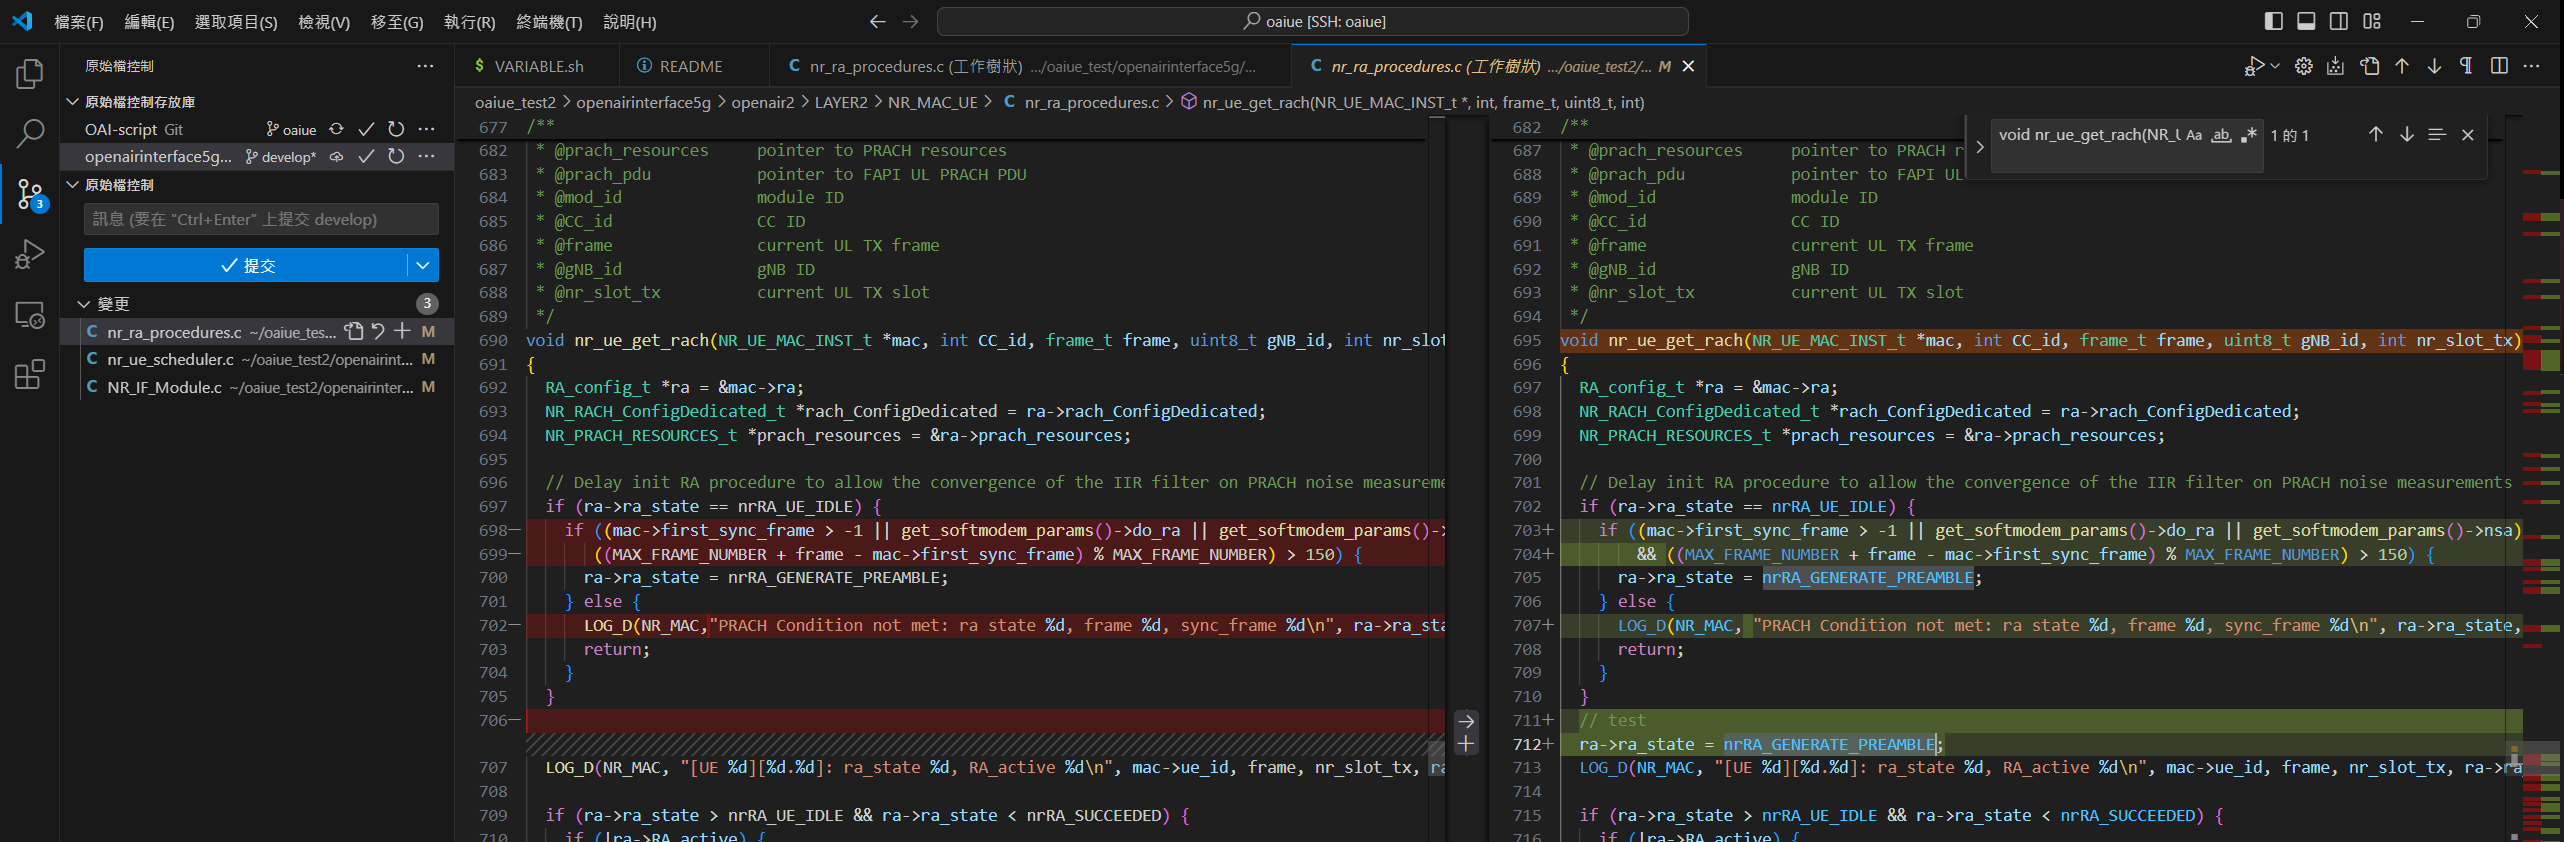 檔案(F) 編輯(E) 選取項目(S) 檢視(V) 移至(G) 執行(R) 終端機(T) 說明(H)
oaiue [SSH: oaiue]
原始檔控制
原始檔控制存放庫
OAI-script Git oaiue
openairinterface5g... develop*
原始檔控制
訊息 (要在 "Ctrl+Enter" 上提交 develop)
提交
變更 3
C nr_ra_procedures.c ~/oaiue_tes... M
C nr_ue_scheduler.c ~/oaiue_test2/openairint... M
C NR_IF_Module.c ~/oaiue_test2/openairinter... M
3
$ VARIABLE.sh
README
C nr_ra_procedures.c (工作樹狀) .../oaiue_test/openairinterface5g/...
C nr_ra_procedures.c (工作樹狀) .../oaiue_test2/... M
oaiue_test2 > openairinterface5g > openair2 > LAYER2 > NR_MAC_UE > C nr_ra_procedures.c > nr_ue_get_rach(NR_UE_MAC_INST_t *, int, frame_t, uint8_t, int)
677 /**
682 * @prach_resources pointer to PRACH resources
683 * @prach_pdu pointer to FAPI UL PRACH PDU
684 * @mod_id module ID
685 * @CC_id CC ID
686 * @frame current UL TX frame
687 * @gNB_id gNB ID
688 * @nr_slot_tx current UL TX slot
689 */
690 void nr_ue_get_rach(NR_UE_MAC_INST_t *mac, int CC_id, frame_t frame, uint8_t gNB_id, int nr_slot
691 {
692 RA_config_t *ra = &mac->ra;
693 NR_RACH_ConfigDedicated_t *rach_ConfigDedicated = ra->rach_ConfigDedicated;
694 NR_PRACH_RESOURCES_t *prach_resources = &ra->prach_resources;
695
696 // Delay init RA procedure to allow the convergence of the IIR filter on PRACH noise measureme
697 if (ra->ra_state == nrRA_UE_IDLE) {
698− if ((mac->first_sync_frame > -1 || get_softmodem_params()->do_ra || get_softmodem_params()->
699− ((MAX_FRAME_NUMBER + frame - mac->first_sync_frame) % MAX_FRAME_NUMBER) > 150) {
700 ra->ra_state = nrRA_GENERATE_PREAMBLE;
701 } else {
702− LOG_D(NR_MAC,"PRACH Condition not met: ra state %d, frame %d, sync_frame %d\n", ra->ra_sta
703 return;
704 }
705 }
706−
707 LOG_D(NR_MAC, "[UE %d][%d.%d]: ra_state %d, RA_active %d\n", mac->ue_id, frame, nr_slot_tx, ra
708
709 if (ra->ra_state > nrRA_UE_IDLE && ra->ra_state < nrRA_SUCCEEDED) {
710 if (!ra->RA_active) {
682 /**
687 * @prach_resources pointer to PRACH r
688 * @prach_pdu pointer to FAPI UL
689 * @mod_id module ID
690 * @CC_id CC ID
691 * @frame current UL TX frame
692 * @gNB_id gNB ID
693 * @nr_slot_tx current UL TX slot
694 */
695 void nr_ue_get_rach(NR_UE_MAC_INST_t *mac, int CC_id, frame_t frame, uint8_t gNB_id, int nr_slot_tx)
696 {
697 RA_config_t *ra = &mac->ra;
698 NR_RACH_ConfigDedicated_t *rach_ConfigDedicated = ra->rach_ConfigDedicated;
699 NR_PRACH_RESOURCES_t *prach_resources = &ra->prach_resources;
700
701 // Delay init RA procedure to allow the convergence of the IIR filter on PRACH noise measurements
702 if (ra->ra_state == nrRA_UE_IDLE) {
703+ if ((mac->first_sync_frame > -1 || get_softmodem_params()->do_ra || get_softmodem_params()->nsa)
704+ && ((MAX_FRAME_NUMBER + frame - mac->first_sync_frame) % MAX_FRAME_NUMBER) > 150) {
705 ra->ra_state = nrRA_GENERATE_PREAMBLE;
706 } else {
707+ LOG_D(NR_MAC, "PRACH Condition not met: ra state %d, frame %d, sync_frame %d\n", ra->ra_state,
708 return;
709 }
710 }
711+ // test
712+ ra->ra_state = nrRA_GENERATE_PREAMBLE;
713 LOG_D(NR_MAC, "[UE %d][%d.%d]: ra_state %d, RA_active %d\n", mac->ue_id, frame, nr_slot_tx, ra->ra
714
715 if (ra->ra_state > nrRA_UE_IDLE && ra->ra_state < nrRA_SUCCEEDED) {
716 if (!ra->RA_active) {
void nr_ue_get_rach(NR_U Aa ab .* 1 的 1